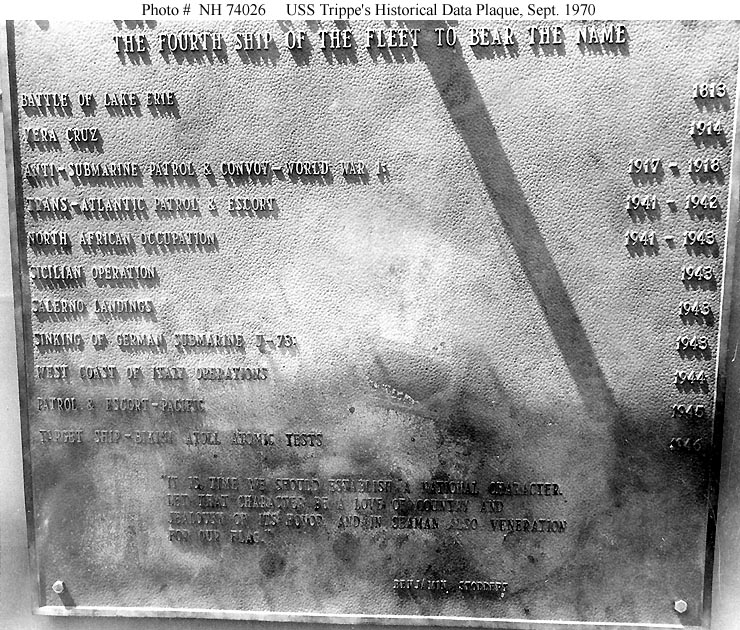 Photo # NH 74026 USS Trippe's Historical Data Plaque, Sept. 1970
THE FOURTH SHIP OF THE FLEET TO BEAR THE NAME
BATTLE OF LAKE ERIE 1813
VERA CRUZ 1914
ANTI-SUBMARINE PATROL & CONVOY-WORLD WAR I 1917 - 1918
TRANS-ATLANTIC PATROL & ESCORT 1941 - 1942
NORTH AFRICAN OCCUPATION 1941 - 1943
SICILIAN OPERATION 1943
SALERNO LANDINGS 1943
SINKING OF GERMAN SUBMARINE 1943
WEST COAST OF ITALY OPERATIONS 1944
PATROL & ESCORT-PACIFIC 1945
TARGET SHIP-BIKINI ATOLL ATOMIC TESTS 1946
"IT IS TIME WE SHOULD ESTABLISH A NATIONAL CHARACTER.
LET THAT CHARACTER BE A LOVE OF COUNTRY AND
JEALOUSY OF ITS HONOR AND IN SEAMAN ALSO VENERATION
FOR OUR FLAG
BENJAMIN STODDERT